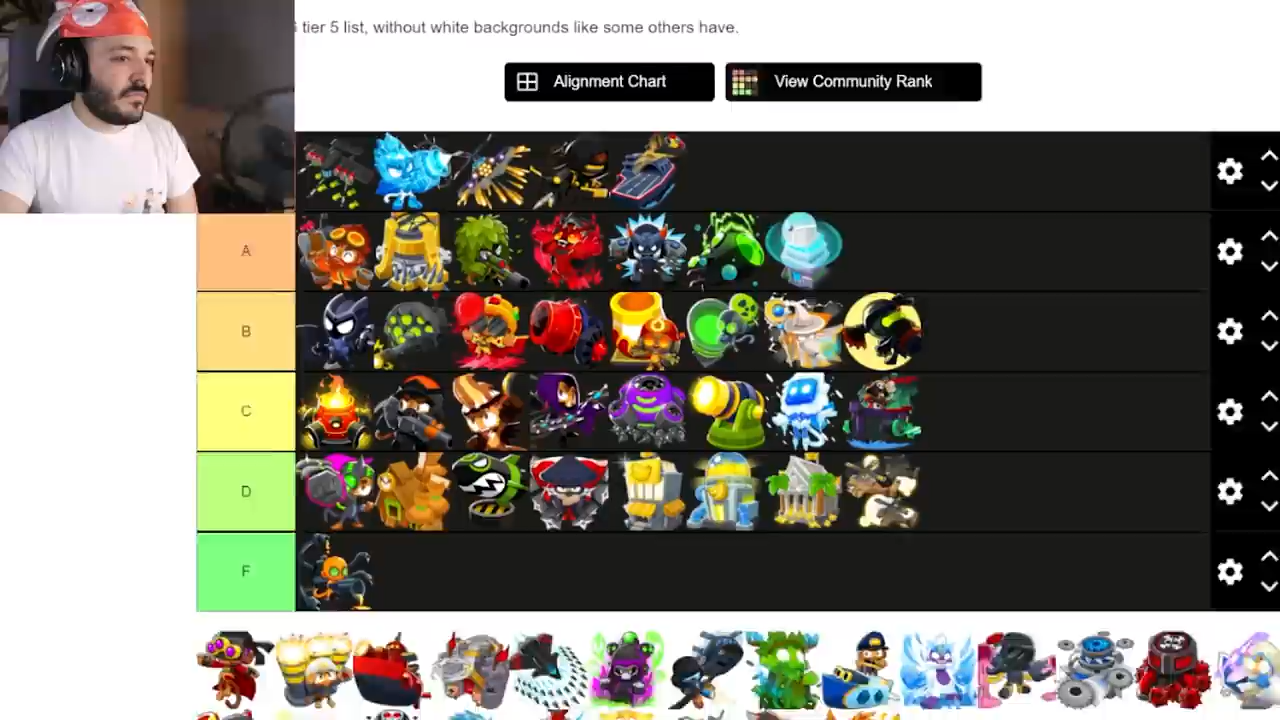 tier 5 list, without white backgrounds like some others have.
Alignment Chart
View Community Rank
A
B
C
D
F